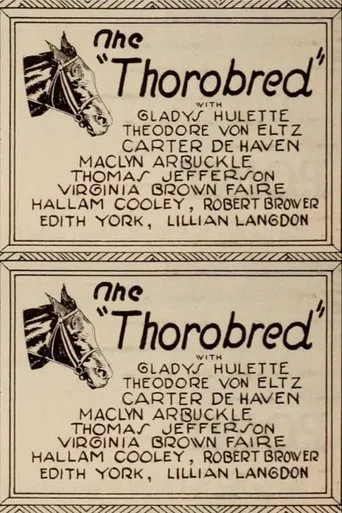 The
"Thorobred"
WITH
GLADYS HULETTE
THEODORE VON ELTZ
CARTER DE HAVEN
MACLYN ARBUCKLE
THOMAS JEFFERSON
VIRGINIA BROWN FAIRE
HALLAM COOLEY, ROBERT BROWER
EDITH YORK, LILLIAN LANGDON
The
"Thorobred"
WITH
GLADYS HULETTE
THEODORE VON ELTZ
CARTER DE HAVEN
MACLYN ARBUCKLE
THOMAS JEFFERSON
VIRGINIA BROWN FAIRE
HALLAM COOLEY, ROBERT BROWER
EDITH YORK, LILLIAN LANGDON